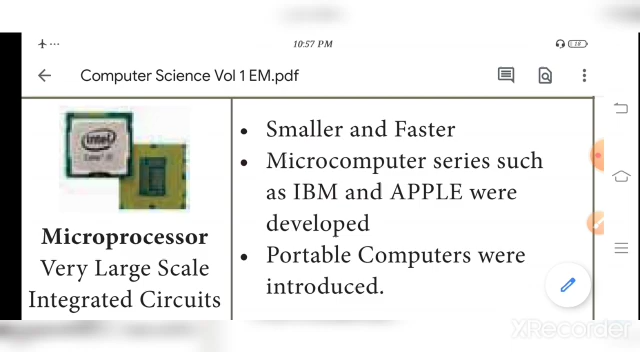 10:57 PM
18
Computer Science Vol 1 EM.pdf
intel
Microprocessor
Very Large Scale
Integrated Circuits
• Smaller and Faster
• Microcomputer series such
as IBM and APPLE were
developed
• Portable Computers were
introduced.
XRecorder